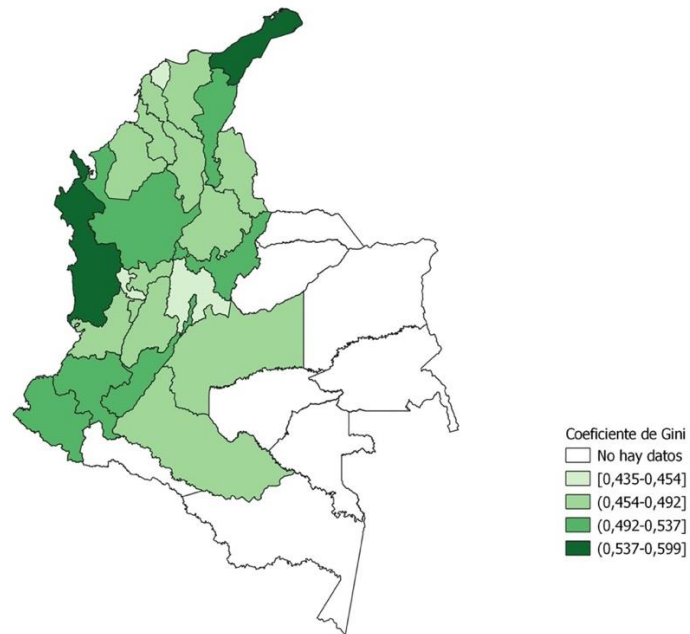 Coeficiente de Gini
No hay datos
[0,435-0,454]
(0,454-0,492]
(0,492-0,537]
(0,537-0,599]